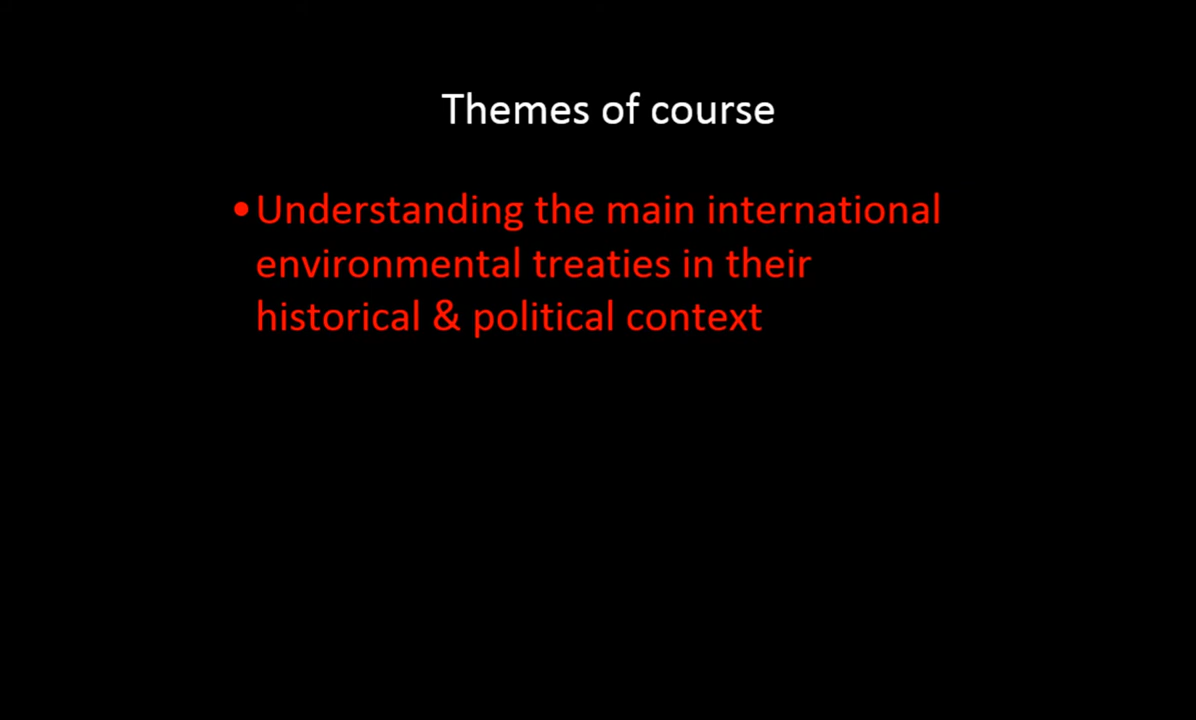 Themes of course
•Understanding the main international
environmental treaties in their
historical & political context